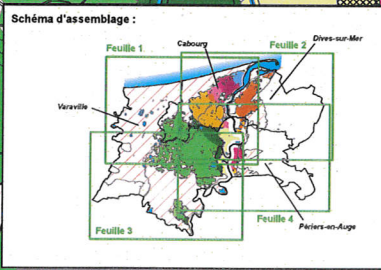 Schéma d'assemblage :
Feuille 1
Cabourg
Feuille 2
Dives-sur-Mer
Varaville
Feuille 3
Feuille 4
Périers-en-Auge